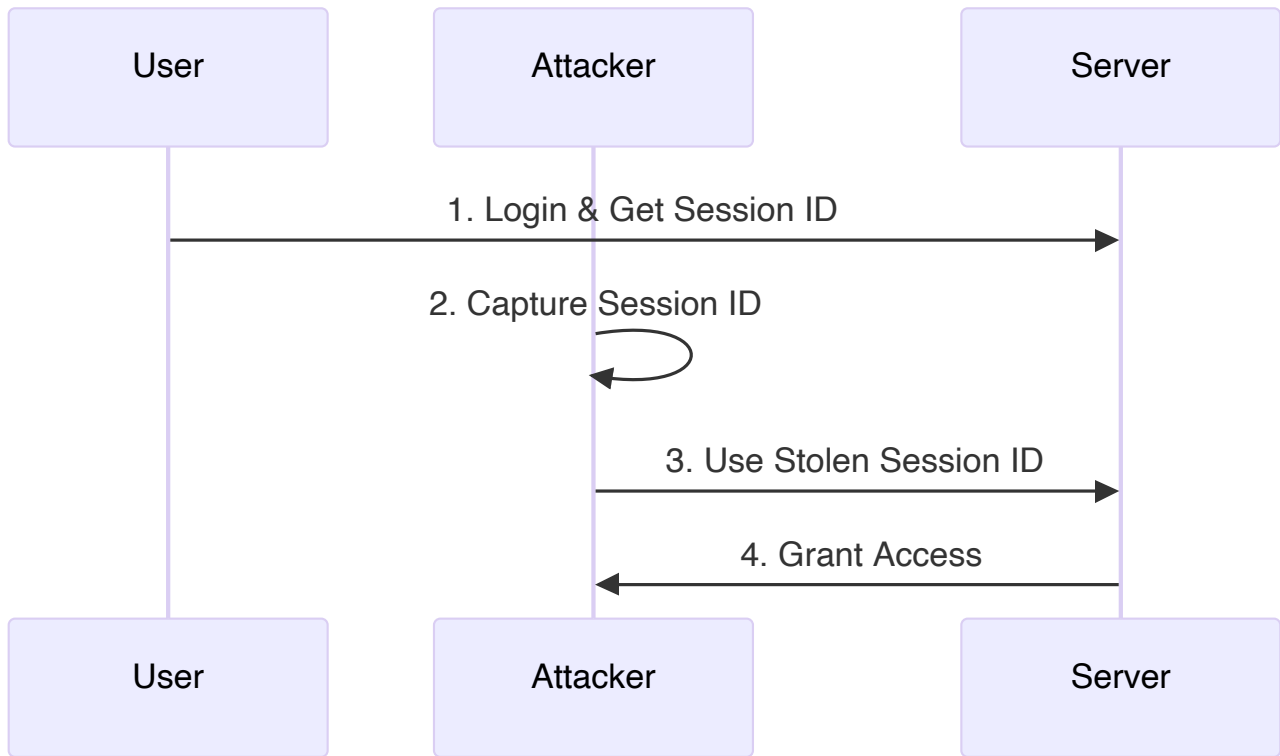 User
Attacker
Server
1. Login & Get Session ID
2. Capture Session ID
3. Use Stolen Session ID
4. Grant Access
User
Attacker
Server